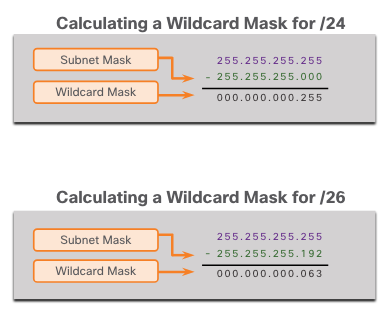 Calculating a Wildcard Mask for /24
Subnet Mask
255.255.255.255
- 255.255.255.000
Wildcard Mask
000.000.000.255
Calculating a Wildcard Mask for /26
Subnet Mask
255.255.255.255
- 255.255.255.192
Wildcard Mask
000.000.000.063